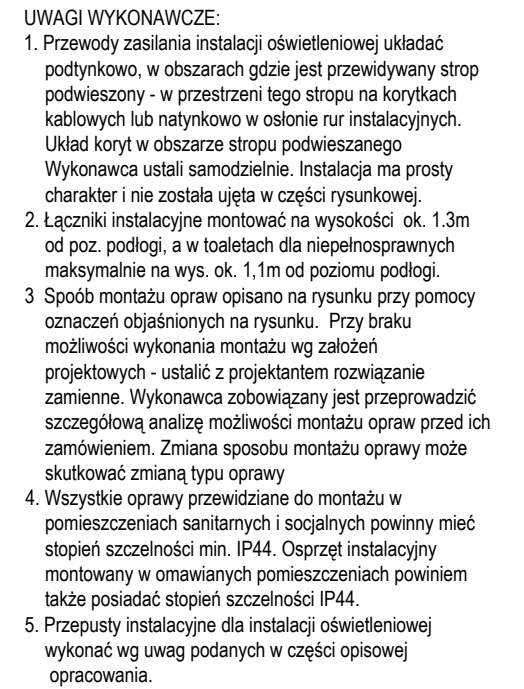 UWAGI WYKONAWCZE:
1. Przewody zasilania instalacji oświetleniowej układać
podtynkowo, w obszarach gdzie jest przewidywany strop
podwieszony - w przestrzeni tego stropu na korytkach
kablowych lub natynkowo w osłonie rur instalacyjnych.
Układ koryt w obszarze stropu podwieszanego
Wykonawca ustali samodzielnie. Instalacja ma prosty
charakter i nie została ujęta w części rysunkowej.
2. Łączniki instalacyjne montować na wysokości  ok. 1.3m
od poz. podłogi, a w toaletach dla niepełnosprawnych
maksymalnie na wys. ok. 1,1m od poziomu podłogi.
3  Spoób montażu opraw opisano na rysunku przy pomocy
oznaczeń objaśnionych na rysunku.  Przy braku
możliwości wykonania montażu wg założeń
projektowych - ustalić z projektantem rozwiązanie
zamienne. Wykonawca zobowiązany jest przeprowadzić
szczegółową analizę możliwości montażu opraw przed ich
zamówieniem. Zmiana sposobu montażu oprawy może
skutkować zmianą typu oprawy
4. Wszystkie oprawy przewidziane do montażu w
pomieszczeniach sanitarnych i socjalnych powinny mieć
stopień szczelności min. IP44. Osprzęt instalacyjny
montowany w omawianych pomieszczeniach powiniem
także posiadać stopień szczelności IP44.
5. Przepusty instalacyjne dla instalacji oświetleniowej
wykonać wg uwag podanych w części opisowej
opracowania.